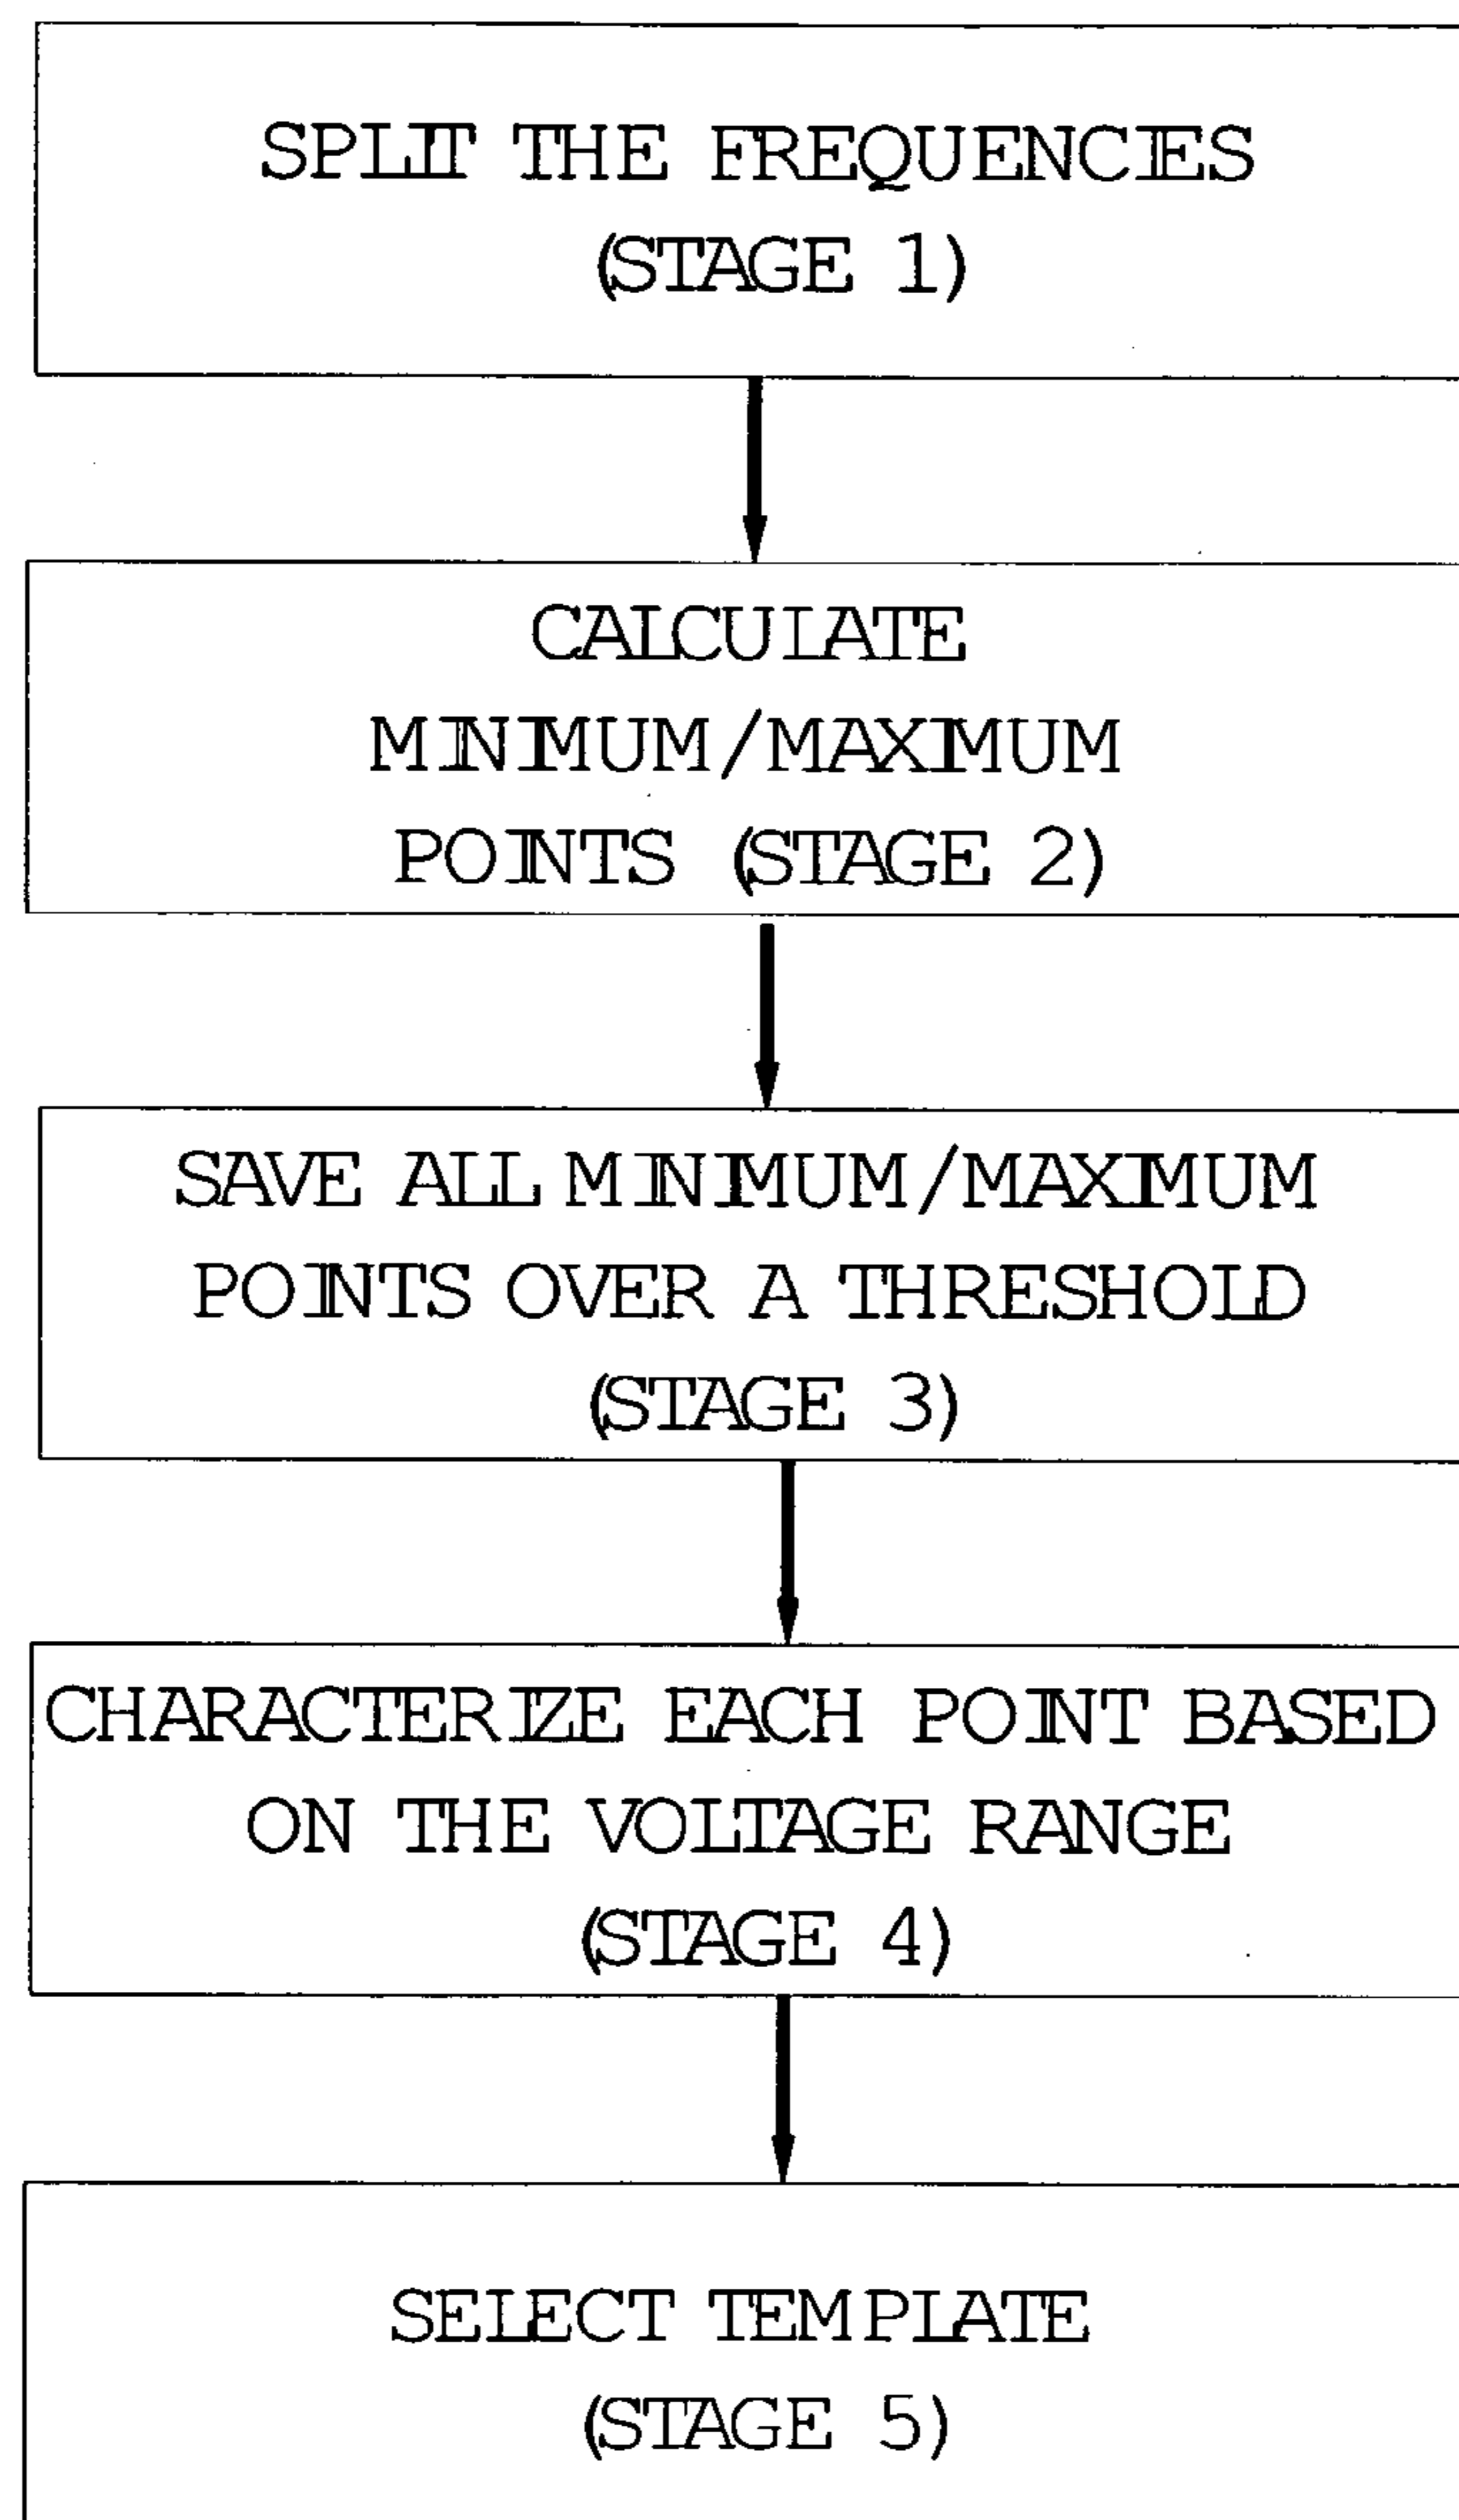 SPLIT THE FREQUENCIES
(STAGE 1)
CALCULATE
MINIMUM/MAXIMUM
POINTS (STAGE 2)
SAVE ALL MINIMUM/MAXIMUM
POINTS OVER A THRESHOLD
(STAGE 3)
CHARACTERIZE EACH POINT BASED
ON THE VOLTAGE RANGE
(STAGE 4)
SELECT TEMPLATE
(STAGE 5)